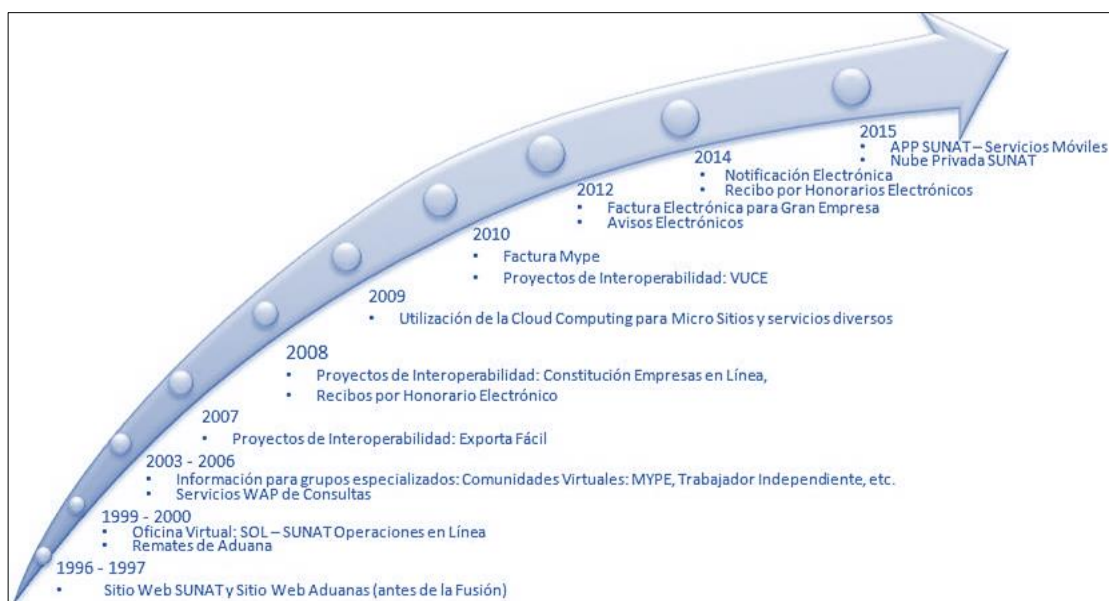 2015
• APP SUNAT – Servicios Móviles
• Nube Privada SUNAT
2014
• Notificación Electrónica
• Recibo por Honorarios Electrónicos
2012
• Factura Electrónica para Gran Empresa
• Avisos Electrónicos
2010
• Factura Mype
• Proyectos de Interoperabilidad: VUCE
2009
• Utilización de la Cloud Computing para Micro Sitios y servicios diversos
2008
• Proyectos de Interoperabilidad: Constitución Empresas en Línea,
• Recibos por Honorario Electrónico
2007
• Proyectos de Interoperabilidad: Exporta Fácil
2003 - 2006
• Información para grupos especializados: Comunidades Virtuales: MYPE, Trabajador Independiente, etc.
• Servicios WAP de Consultas
1999 - 2000
• Oficina Virtual: SOL – SUNAT Operaciones en Línea
• Remates de Aduana
1996 - 1997
• Sitio Web SUNAT y Sitio Web Aduanas (antes de la Fusión)